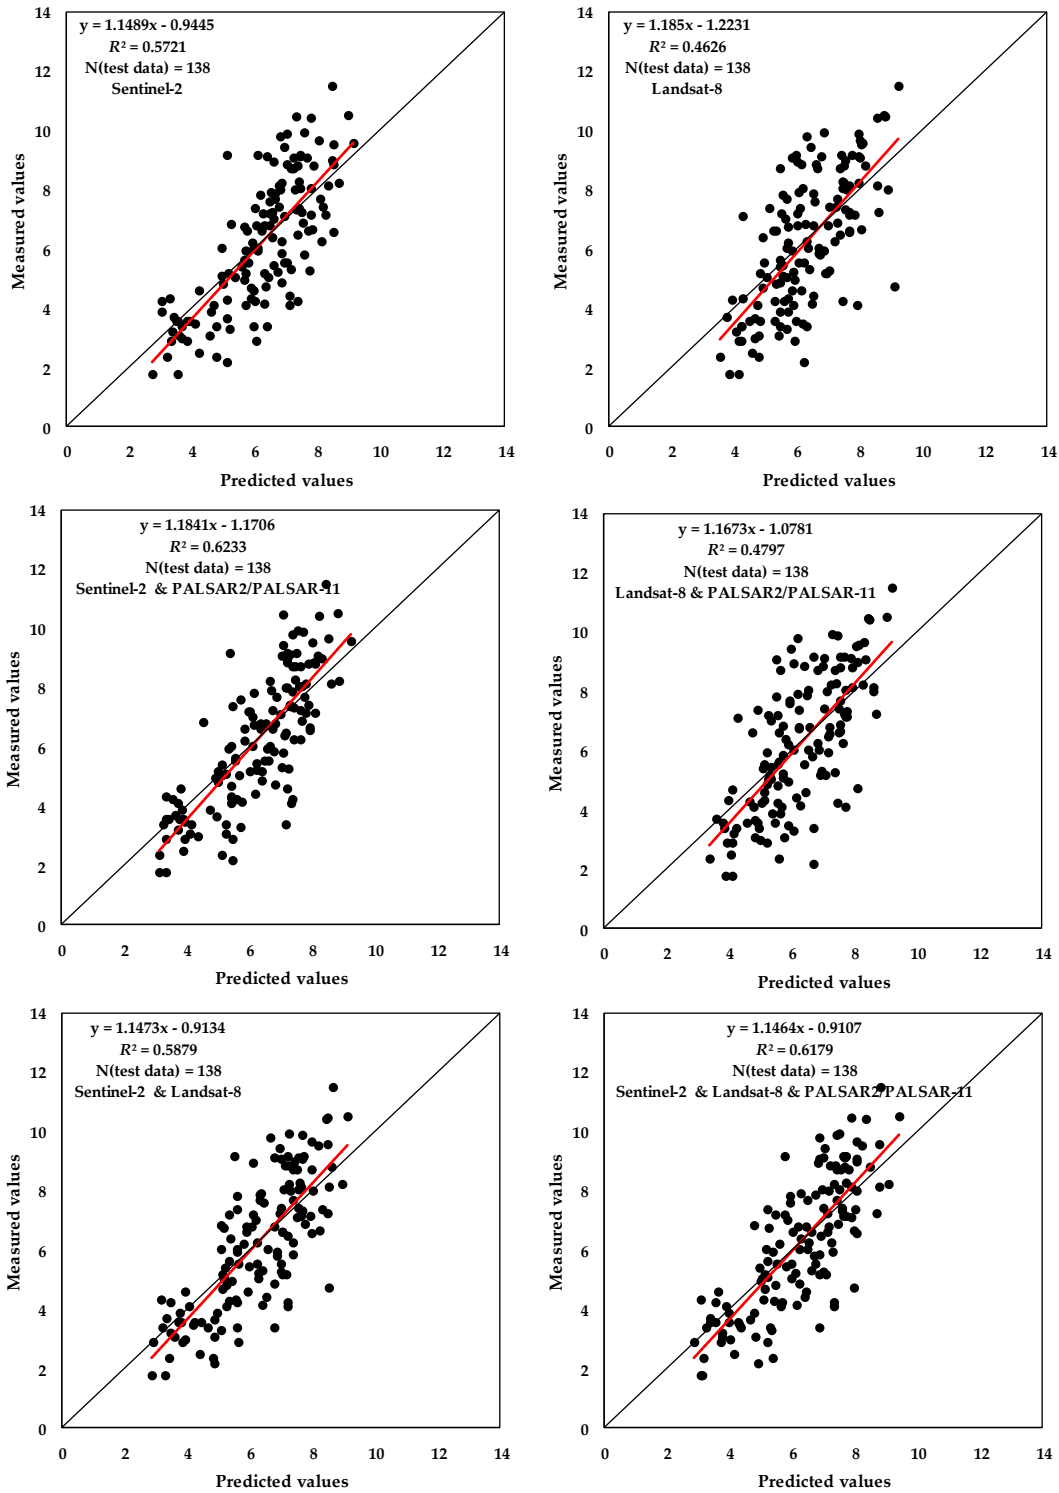 y = 1.1489x - 0.9445
R² = 0.5721
N(test data) = 138
Sentinel-2
Measured values
14
12
10
8
6
4
2
0
0 2 4 6 8 10 12 14
Predicted values
y = 1.185x - 1.2231
R² = 0.4626
N(test data) = 138
Landsat-8
Measured values
14
12
10
8
6
4
2
0
0 2 4 6 8 10 12 14
Predicted values
y = 1.1841x - 1.1706
R² = 0.6233
N(test data) = 138
Sentinel-2 & PALSAR2/PALSAR-11
Measured values
14
12
10
8
6
4
2
0
0 2 4 6 8 10 12 14
Predicted values
y = 1.1673x - 1.0781
R² = 0.4797
N(test data) = 138
Landsat-8 & PALSAR2/PALSAR-11
Measured values
14
12
10
8
6
4
2
0
0 2 4 6 8 10 12 14
Predicted values
y = 1.1473x - 0.9134
R² = 0.5879
N(test data) = 138
Sentinel-2 & Landsat-8
Measured values
14
12
10
8
6
4
2
0
0 2 4 6 8 10 12 14
Predicted values
y = 1.1464x - 0.9107
R² = 0.6179
N(test data) = 138
Sentinel-2 & Landsat-8 & PALSAR2/PALSAR-11
Measured values
14
12
10
8
6
4
2
0
0 2 4 6 8 10 12 14
Predicted values